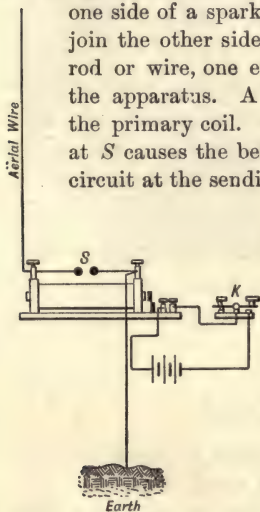 one side of a spark
join the other side
rod or wire, one e
the apparatus. A
the primary coil.
at S causes the be
circuit at the sendi
Aërial Wire
S
K
Earth